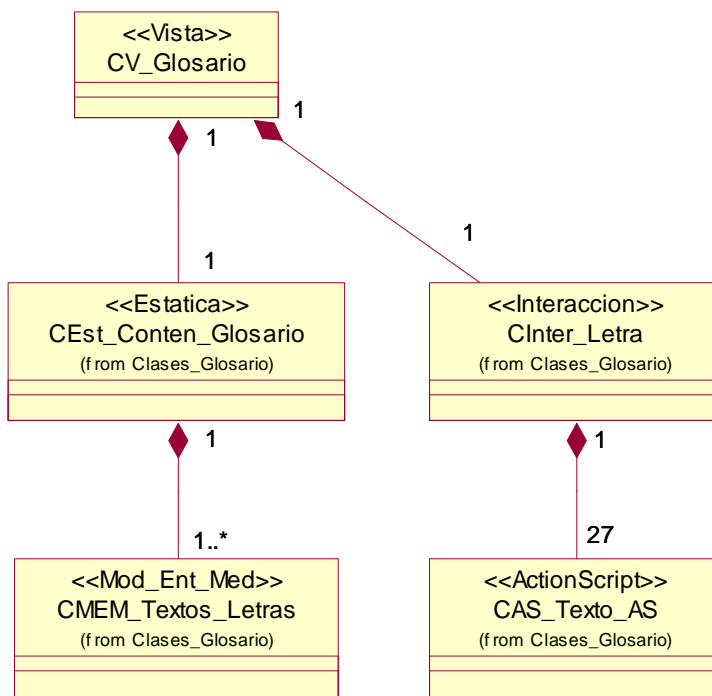 <<Vista>>
CV_Glosario
1
1
1
1
<<Estatica>>
CEst_Conten_Glosario
(from Clases_Glosario)
<<Interaccion>>
CInter_Letra
(from Clases_Glosario)
1
1
1..*
27
<<Mod_Ent_Med>>
CMEM_Textos_Letras
(from Clases_Glosario)
<<ActionScript>>
CAS_Texto_AS
(from Clases_Glosario)